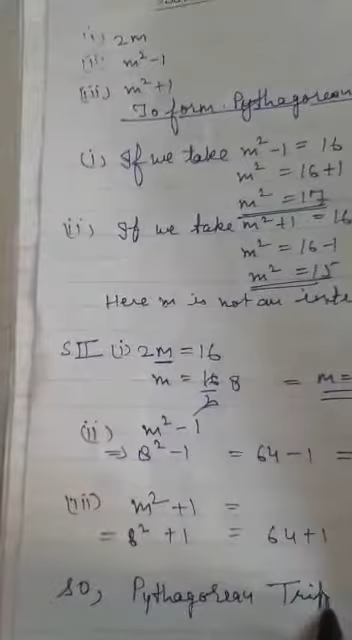 (i) 2m
(ii) m²-1
(iii) m²+1
To form Pythagorean
(i) If we take m²-1 = 16
m² = 16+1
m² = 17
(ii) If we take m²+1 = 16
m² = 16-1
m² = 15
Here m is not an inte
SII (i) 2m = 16
m = 16/2 8 = m=
(ii) m²-1
=> 8²-1 = 64-1 =
(iii) m²+1 =
= 8²+1 = 64+1
So, Pythagorean Trip